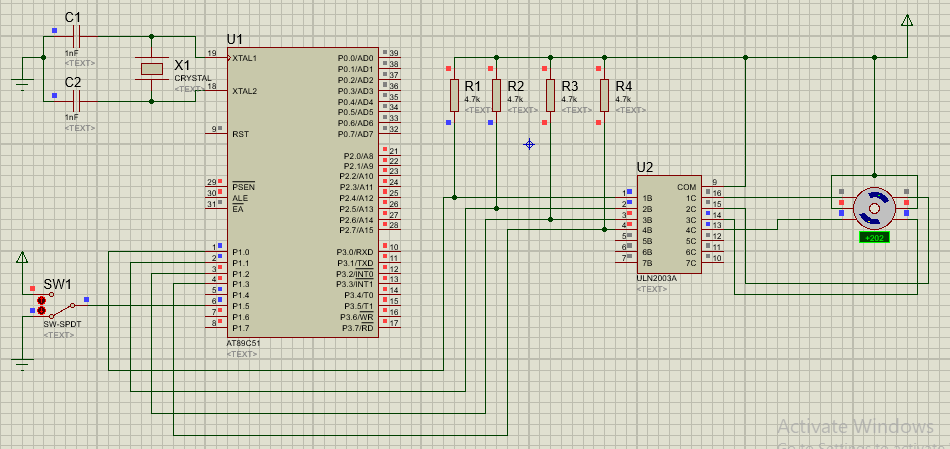 C1
1nF
<TEXT>
C2
1nF
<TEXT>
X1
CRYSTAL
<TEXT>
U1
19 XTAL1
18 XTAL2
9 RST
29 PSEN
30 ALE
31 EA
1 P1.0
2 P1.1
3 P1.2
4 P1.3
5 P1.4
6 P1.5
7 P1.6
8 P1.7
P0.0/AD0 39
P0.1/AD1 38
P0.2/AD2 37
P0.3/AD3 36
P0.4/AD4 35
P0.5/AD5 34
P0.6/AD6 33
P0.7/AD7 32
P2.0/A8 21
P2.1/A9 22
P2.2/A10 23
P2.3/A11 24
P2.4/A12 25
P2.5/A13 26
P2.6/A14 27
P2.7/A15 28
P3.0/RXD 10
P3.1/TXD 11
P3.2/INT0 12
P3.3/INT1 13
P3.4/T0 14
P3.5/T1 15
P3.6/WR 16
P3.7/RD 17
AT89C51
<TEXT>
SW1
SW-SPDT
<TEXT>
R1
4.7k
<TEXT>
R2
4.7k
<TEXT>
R3
4.7k
<TEXT>
R4
4.7k
<TEXT>
U2
1 1B
2 2B
3 3B
4 4B
5 5B
6 6B
7 7B
COM 9
1C 16
2C 15
3C 14
4C 13
5C 12
6C 11
7C 10
ULN2003A
<TEXT>
+202
Activate Windows
Go to Settings to activate